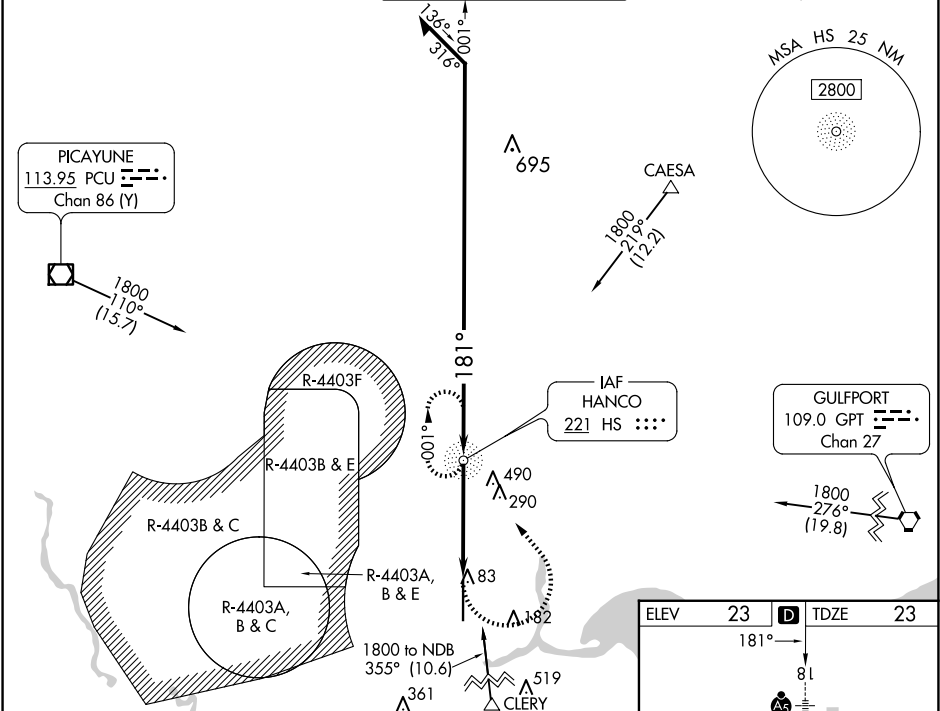 136°
316°
001°
MSA HS 25 NM
2800
695
PICAYUNE
113.95 PCU
Chan 86 (Y)
CAESA
1800
219°
(12.2)
1800
110°
(15.7)
181°
R-4403F
IAF
HANCO
221 HS
GULFPORT
109.0 GPT
Chan 27
001°
R-4403B & E
490
290
1800
276°
(19.8)
R-4403B & C
R-4403A,
B & E
83
R-4403A,
B & C
182
ELEV 23 D TDZE 23
181°
18
A5
1800 to NDB
355° (10.6)
361
519
CLERY